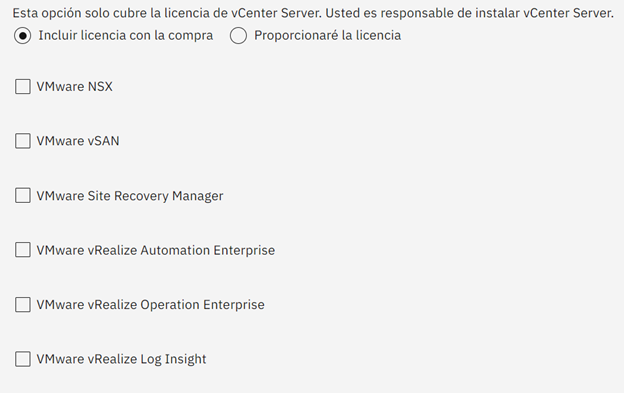 Esta opción solo cubre la licencia de vCenter Server. Usted es responsable de instalar vCenter Server.
Incluir licencia con la compra Proporcionaré la licencia
VMware NSX
VMware vSAN
VMware Site Recovery Manager
VMware vRealize Automation Enterprise
VMware vRealize Operation Enterprise
VMware vRealize Log Insight